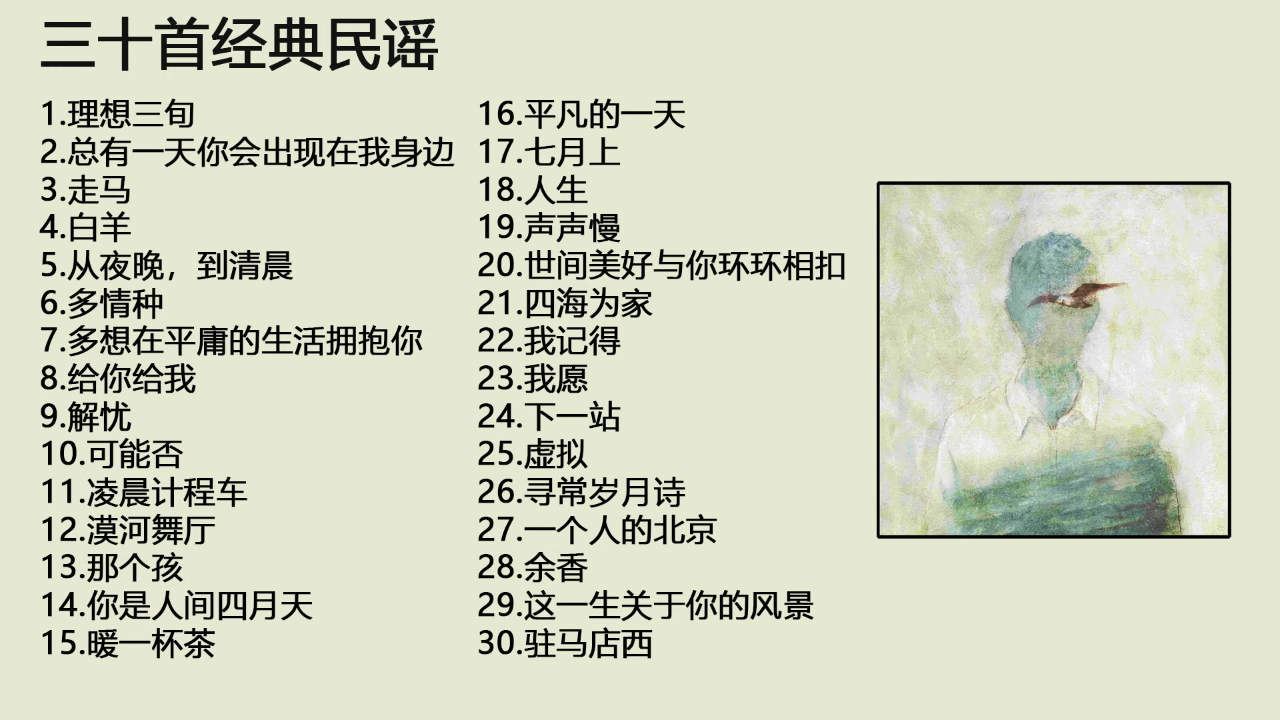 三十首经典民谣
1.理想三旬
2.总有一天你会出现在我身边
3.走马
4.白羊
5.从夜晚，到清晨
6.多情种
7.多想在平庸的生活拥抱你
8.给你给我
9.解忧
10.可能否
11.凌晨计程车
12.漠河舞厅
13.那个孩
14.你是人间四月天
15.暖一杯茶
16.平凡的一天
17.七月上
18.人生
19.声声慢
20.世间美好与你环环相扣
21.四海为家
22.我记得
23.我愿
24.下一站
25.虚拟
26.寻常岁月诗
27.一个人的北京
28.余香
29.这一生关于你的风景
30.驻马店西